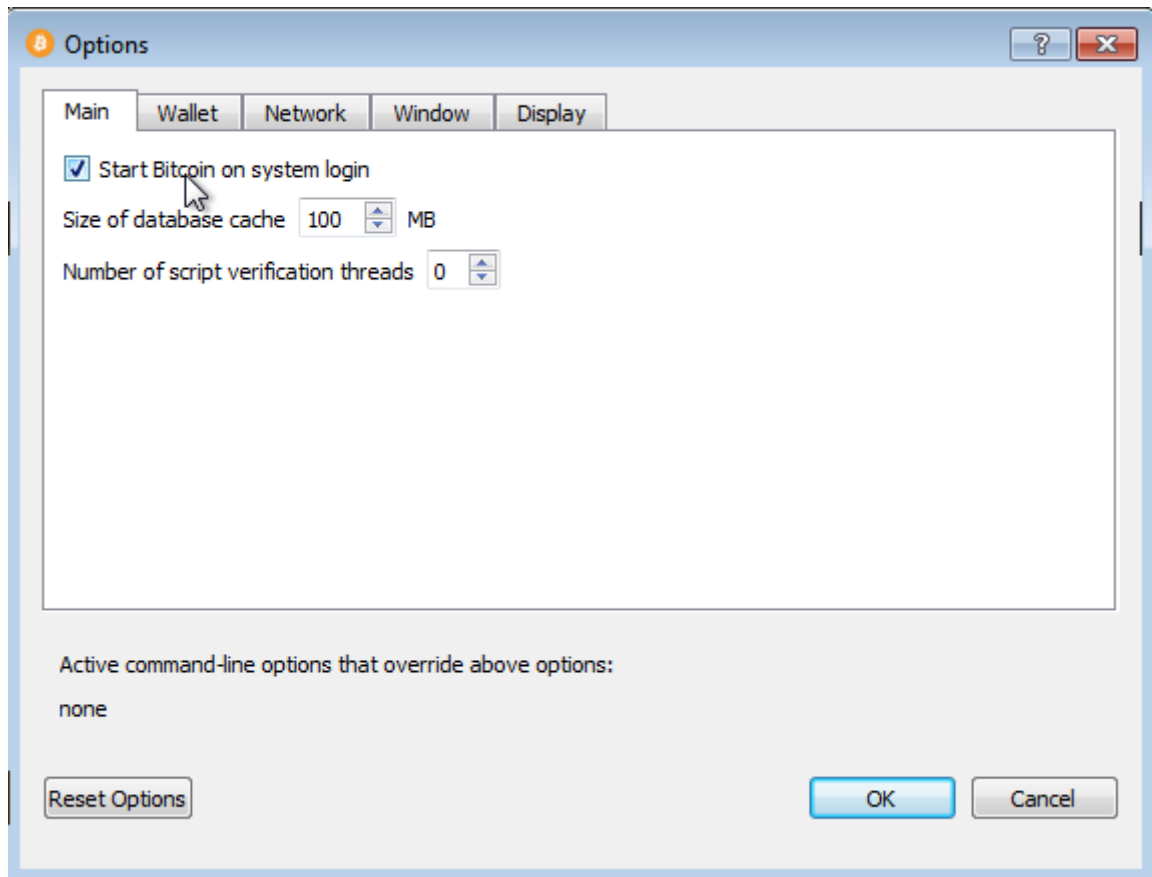 Options
Main Wallet Network Window Display
Start Bitcoin on system login
Size of database cache 100 MB
Number of script verification threads 0
Active command-line options that override above options:
none
Reset Options OK Cancel